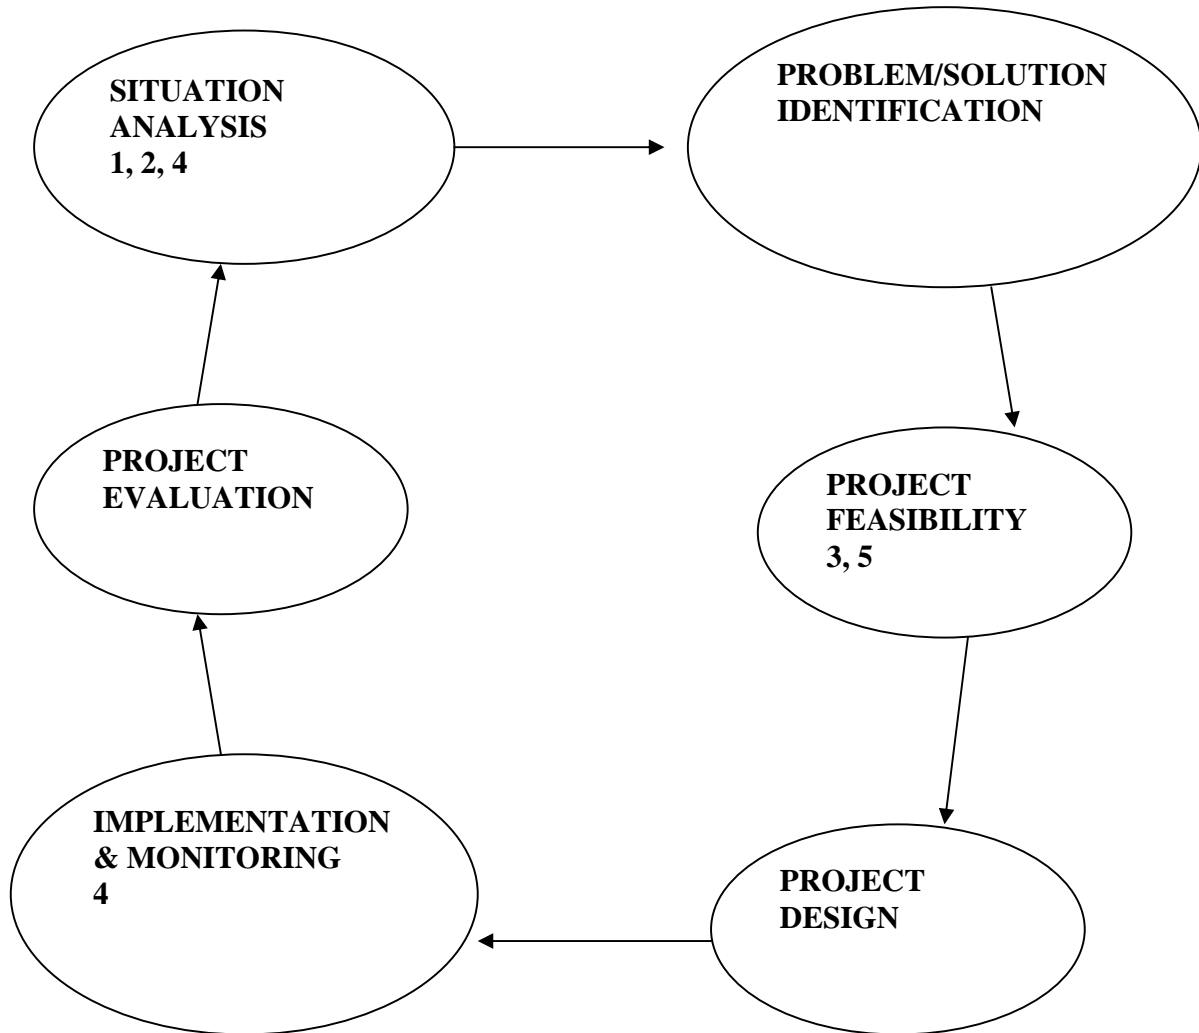 SITUATION
ANALYSIS
1, 2, 4
PROBLEM/SOLUTION
IDENTIFICATION
PROJECT
FEASIBILITY
3, 5
PROJECT
DESIGN
IMPLEMENTATION
& MONITORING
4
PROJECT
EVALUATION